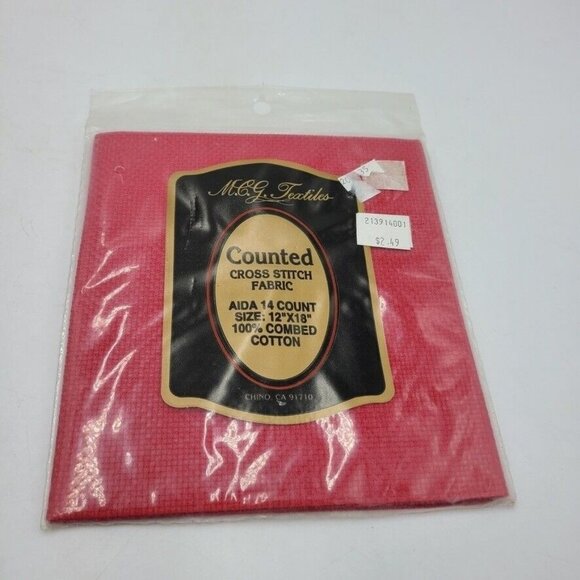 M.C.G. Textiles
213914001
$2.49
Counted
CROSS STITCH
FABRIC
AIDA 14 COUNT
SIZE: 12"X18"
100% COMBED
COTTON
CHINO, CA 91710